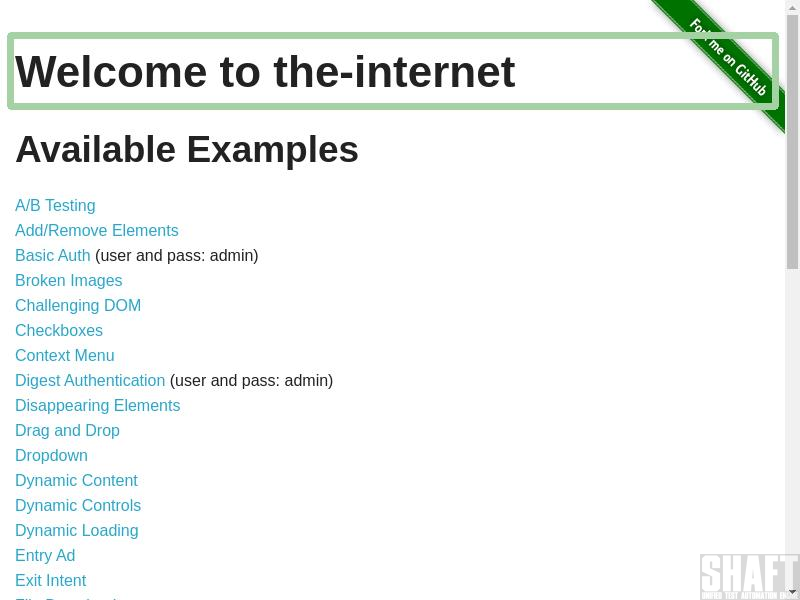 Fork me on GitHub
Welcome to the-internet
Available Examples
A/B Testing
Add/Remove Elements
Basic Auth (user and pass: admin)
Broken Images
Challenging DOM
Checkboxes
Context Menu
Digest Authentication (user and pass: admin)
Disappearing Elements
Drag and Drop
Dropdown
Dynamic Content
Dynamic Controls
Dynamic Loading
Entry Ad
Exit Intent
SHAFT